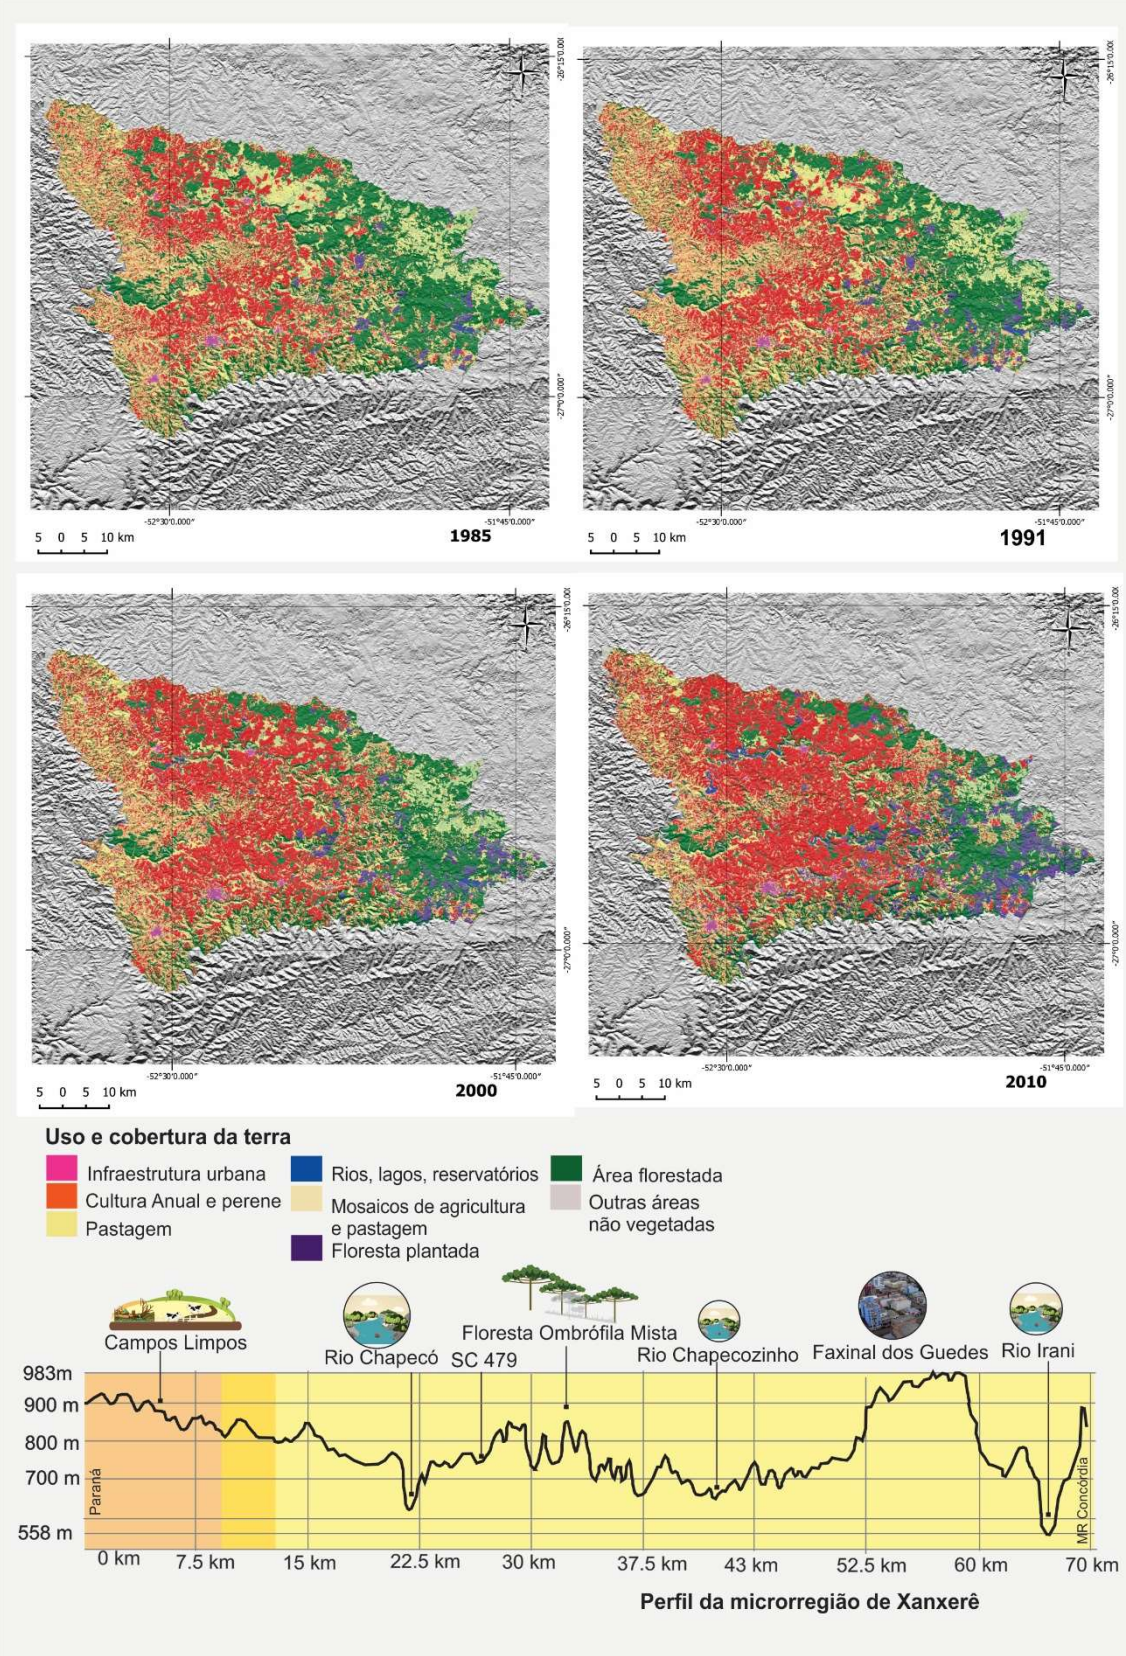 -26°15'0.00(
-27°0'0.000"
-52°30'0.000"
-51°45'0.000"
5 0 5 10 km
1985
-26°15'0.00(
-27°0'0.000"
-52°30'0.000"
-51°45'0.000"
5 0 5 10 km
1991
-26°15'0.00(
-27°0'0.000"
-52°30'0.000"
-51°45'0.000"
5 0 5 10 km
2000
-26°15'0.00(
-27°0'0.000"
-52°30'0.000"
-51°45'0.000"
5 0 5 10 km
2010
Uso e cobertura da terra
Infraestrutura urbana
Cultura Anual e perene
Pastagem
Rios, lagos, reservatórios
Mosaicos de agricultura
e pastagem
Floresta plantada
Área florestada
Outras áreas
não vegetadas
Campos Limpos
Rio Chapecó
SC 479
Floresta Ombrófila Mista
Rio Chapecozinho
Faxinal dos Guedes
Rio Irani
983m
900 m
800 m
700 m
558 m
Paraná
MR Concórdia
0 km
7.5 km
15 km
22.5 km
30 km
37.5 km
43 km
52.5 km
60 km
70 km
Perfil da microrregião de Xanxerê